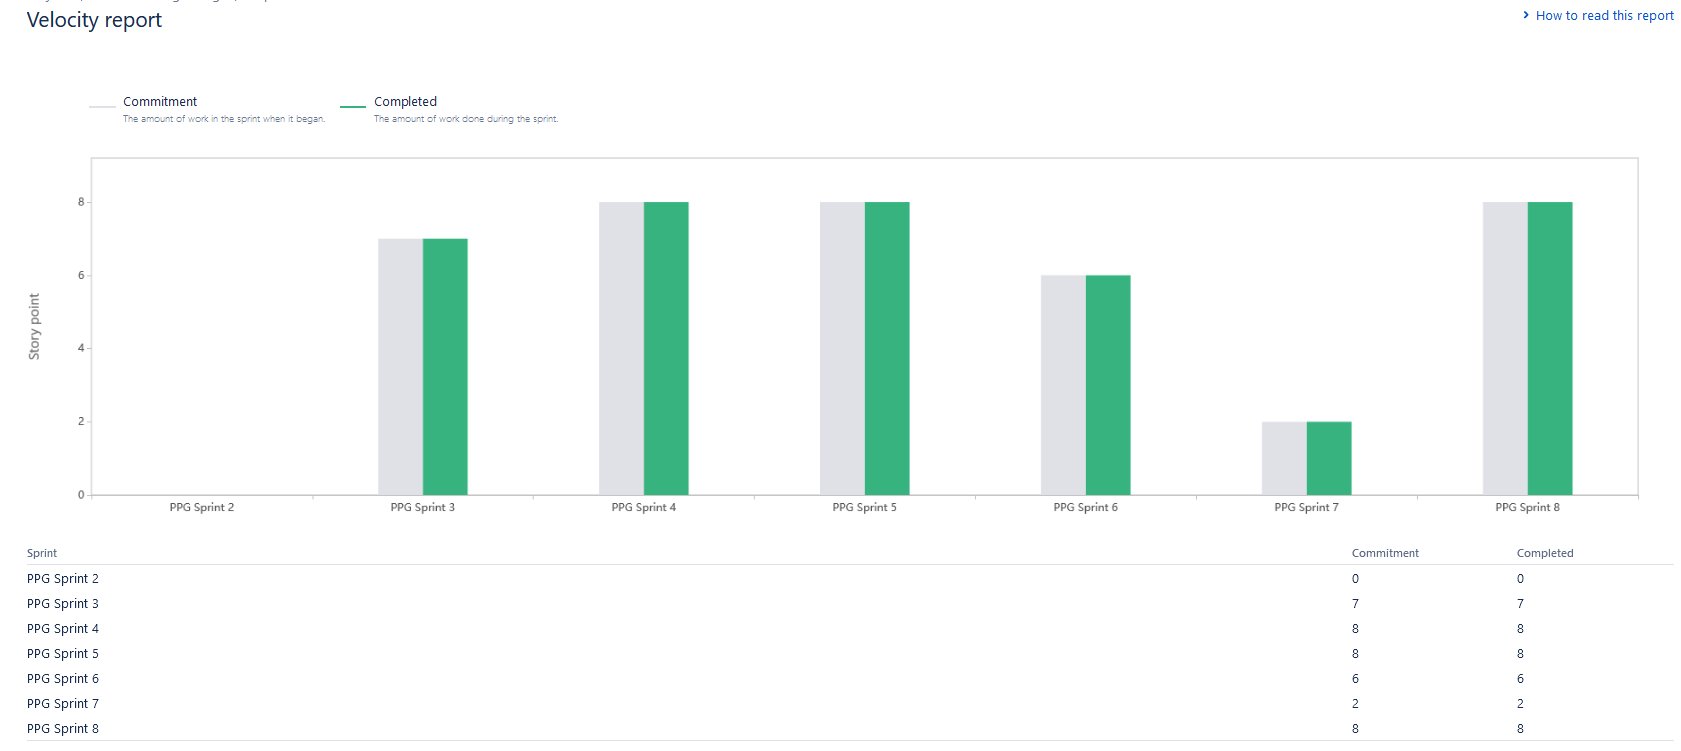 Velocity report
How to read this report
Commitment
The amount of work in the sprint when it began.
Completed
The amount of work done during the sprint.
8
6
4
2
0
Story point
PPG Sprint 2 PPG Sprint 3 PPG Sprint 4 PPG Sprint 5 PPG Sprint 6 PPG Sprint 7 PPG Sprint 8
Sprint Commitment Completed
PPG Sprint 2 0 0
PPG Sprint 3 7 7
PPG Sprint 4 8 8
PPG Sprint 5 8 8
PPG Sprint 6 6 6
PPG Sprint 7 2 2
PPG Sprint 8 8 8